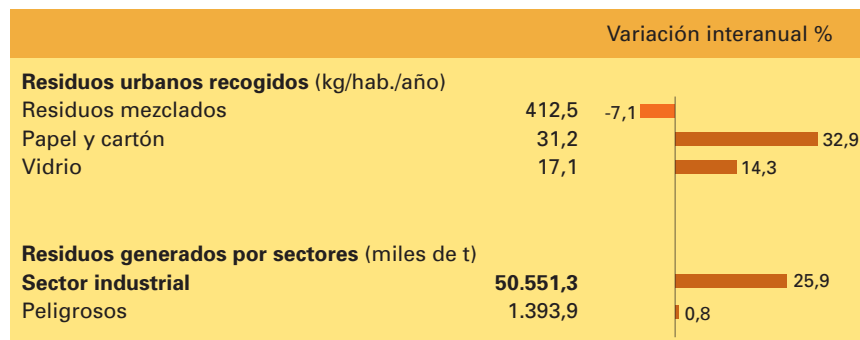 Variación interanual %
Residuos urbanos recogidos (kg/hab./año)
Residuos mezclados 412,5 -7,1
Papel y cartón 31,2 32,9
Vidrio 17,1 14,3
Residuos generados por sectores (miles de t)
Sector industrial 50.551,3 25,9
Peligrosos 1.393,9 0,8